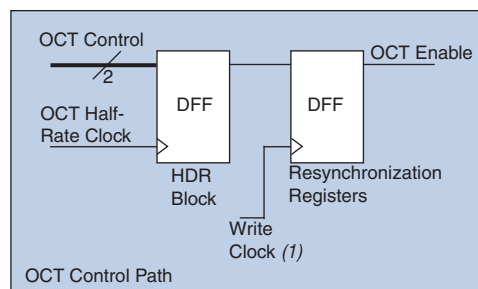 OCT Control
2
OCT Half-
Rate Clock
DFF
HDR
Block
DFF
OCT Enable
Resynchronization
Registers
Write
Clock (1)
OCT Control Path